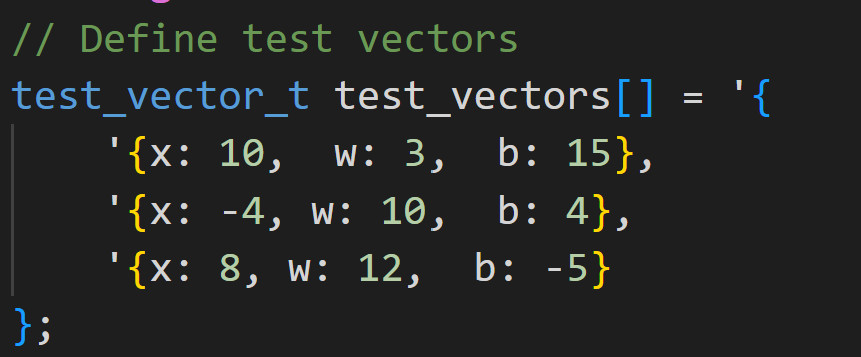 // Define test vectors
test_vector_t test_vectors[] = '{
    '{x: 10,  w: 3,  b: 15},
    '{x: -4, w: 10,  b: 4},
    '{x: 8, w: 12,  b: -5}
};